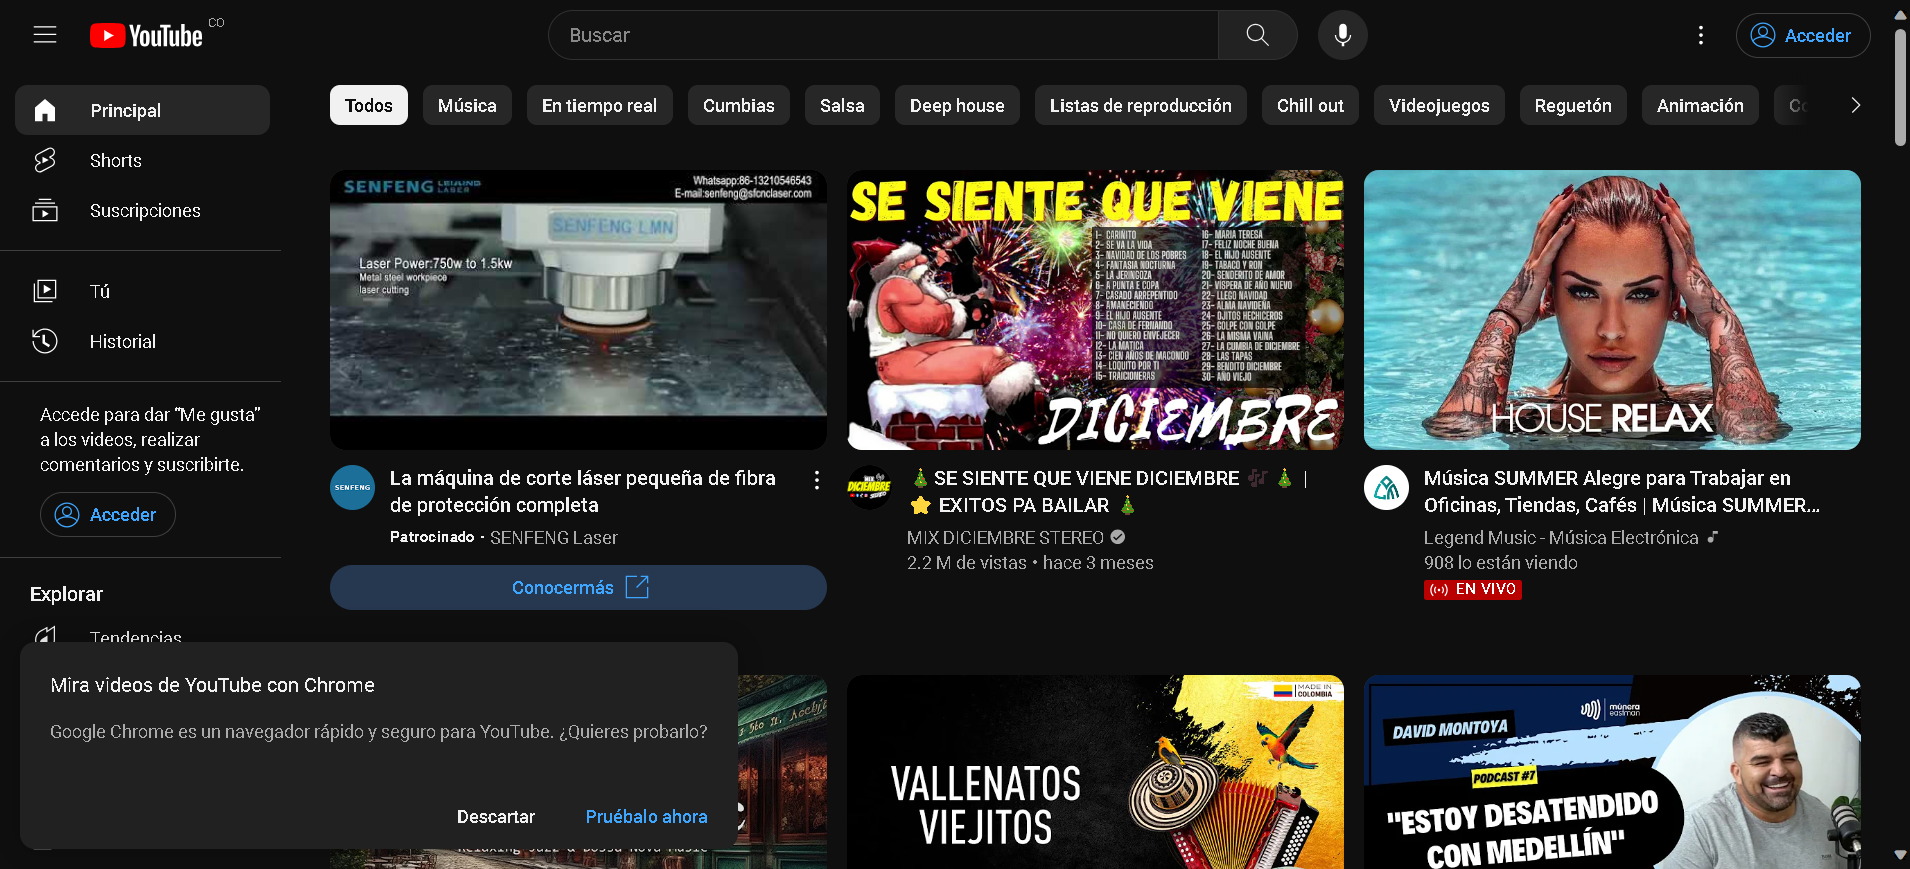 YouTube CO
Buscar
Acceder
Principal
Shorts
Suscripciones
Tú
Historial
Accede para dar “Me gusta”
a los videos, realizar
comentarios y suscribirte.
Acceder
Explorar
Tendencias
Todos
Música
En tiempo real
Cumbias
Salsa
Deep house
Listas de reproducción
Chill out
Videojuegos
Reguetón
Animación
SENFENG LEIMING LASER
Whatsapp:86-13210546543
E-mail:senfeng@sfcnclaser.com
SENFENG LMN
Laser Power:750w to 1.5kw
Metal steel workpiece
laser cutting
SENFENG
La máquina de corte láser pequeña de fibra
de protección completa
Patrocinado · SENFENG Laser
Conocermás
SE SIENTE QUE VIENE
1- CARINITO
2- SE VA LA VIDA
3- NAVIDAD DE LOS POBRES
4- FANTASIA NOCTURNA
5- LA JERINGOZA
6- A PUNTA E COPA
7- CASADO ARREPENTIDO
8- AMANECIENDO
9- EL HIJO AUSENTE
10- CASA DE FERNANDO
11- NO QUIERO ENVEJECER
12- LA MATICA
13- CIEN AÑOS DE MACONDO
14- LOQUITO POR TI
15- TRAICIONERAS
16- MARIA TERESA
17- FELIZ NOCHE BUENA
18- EL HIJO AUSENTE
19- TABACO Y RON
20- SENDERITO DE AMOR
21- VISPERA DE AÑO NUEVO
22- LLEGO NAVIDAD
23- ALMA NAVIDEÑA
24- OJITOS HECHICEROS
25- GOLPE CON GOLPE
26- LA MISMA VAINA
27- LA CUMBIA DE DICIEMBRE
28- LAS TAPAS
29- BENDITO DICIEMBRE
30- AÑO VIEJO
DICIEMBRE
MIX
DICIEMBRE
🎄 SE SIENTE QUE VIENE DICIEMBRE 🎶 🎄 |
⭐ EXITOS PA BAILAR 🎄
MIX DICIEMBRE STEREO
2.2 M de vistas • hace 3 meses
HOUSE RELAX
Música SUMMER Alegre para Trabajar en
Oficinas, Tiendas, Cafés | Música SUMMER...
Legend Music - Música Electrónica
908 lo están viendo
EN VIVO
Mira videos de YouTube con Chrome
Google Chrome es un navegador rápido y seguro para YouTube. ¿Quieres probarlo?
Descartar
Pruébalo ahora
Relaxing Jazz & Bossa Nova Music
MADE IN
COLOMBIA
VALLENATOS
VIEJITOS
múnera
eastman
DAVID MONTOYA
PODCAST #7
"ESTOY DESATENDIDO
CON MEDELLÍN"